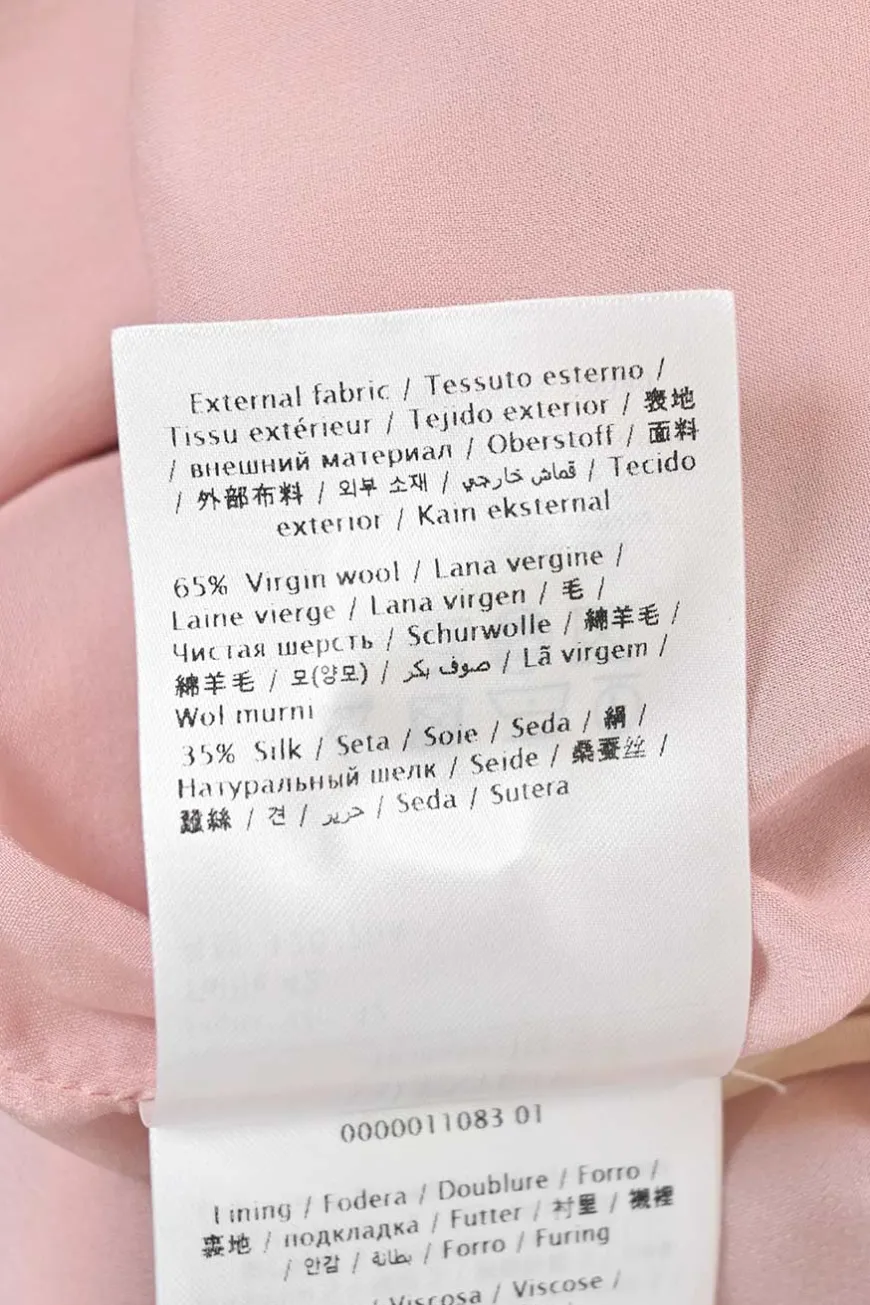 External fabric / Tessuto esterno /
Tissu extérieur / Tejido exterior / 表地
/ внешний материал / Oberstoff / 面料
/ 外部布料 / 외부 소재 / قماش خارجي / Tecido
exterior / Kain eksternal
65% Virgin wool / Lana vergine /
Laine vierge / Lana virgen / 毛 /
Чистая шерсть / Schurwolle / 綿羊毛 /
綿羊毛 / 모(양모) / صوف بكر / Lã virgem /
Wol murni
35% Silk / Seta / Soie / Seda / 絹 /
Натуральный шелк / Seide / 桑蚕丝 /
蠶絲 / 견 / حرير / Seda / Sutera
0000011083 01
Lining / Fodera / Doublure / Forro /
裏地 / подкладка / Futter / 衬里 / 襯裡
/ 안감 / بطانة / Forro / Furing
/ Viscosa / Viscose /